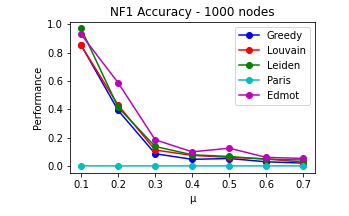 NF1 Accuracy - 1000 nodes
Performance
1.0
0.8
0.6
0.4
0.2
0.0
Greedy
Louvain
Leiden
Paris
Edmot
0.1 0.2 0.3 0.4 0.5 0.6 0.7
μ